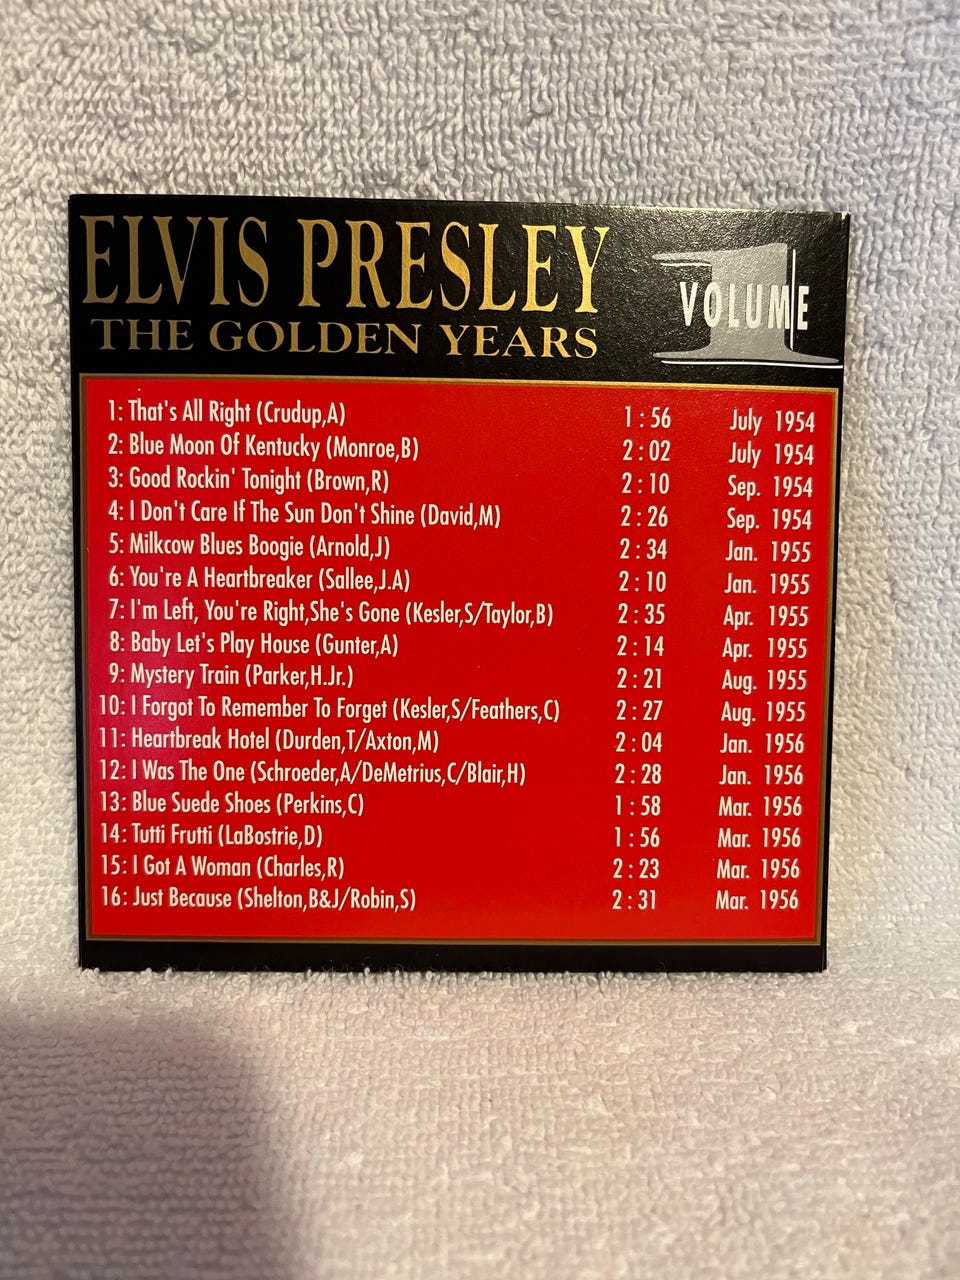 ELVIS PRESLEY
THE GOLDEN YEARS
1
VOLUME
1: That's All Right (Crudup,A) 1 : 56 July 1954
2: Blue Moon Of Kentucky (Monroe,B) 2 : 02 July 1954
3: Good Rockin' Tonight (Brown,R) 2 : 10 Sep. 1954
4: I Don't Care If The Sun Don't Shine (David,M) 2 : 26 Sep. 1954
5: Milkcow Blues Boogie (Arnold,J) 2 : 34 Jan. 1955
6: You're A Heartbreaker (Sallee,J.A) 2 : 10 Jan. 1955
7: I'm Left, You're Right,She's Gone (Kesler,S/Taylor,B) 2 : 35 Apr. 1955
8: Baby Let's Play House (Gunter,A) 2 : 14 Apr. 1955
9: Mystery Train (Parker,H.Jr.) 2 : 21 Aug. 1955
10: I Forgot To Remember To Forget (Kesler,S/Feathers,C) 2 : 27 Aug. 1955
11: Heartbreak Hotel (Durden,T/Axton,M) 2 : 04 Jan. 1956
12: I Was The One (Schroeder,A/DeMetrius,C/Blair,H) 2 : 28 Jan. 1956
13: Blue Suede Shoes (Perkins,C) 1 : 58 Mar. 1956
14: Tutti Frutti (LaBostrie,D) 1 : 56 Mar. 1956
15: I Got A Woman (Charles,R) 2 : 23 Mar. 1956
16: Just Because (Shelton,B&J/Robin,S) 2 : 31 Mar. 1956